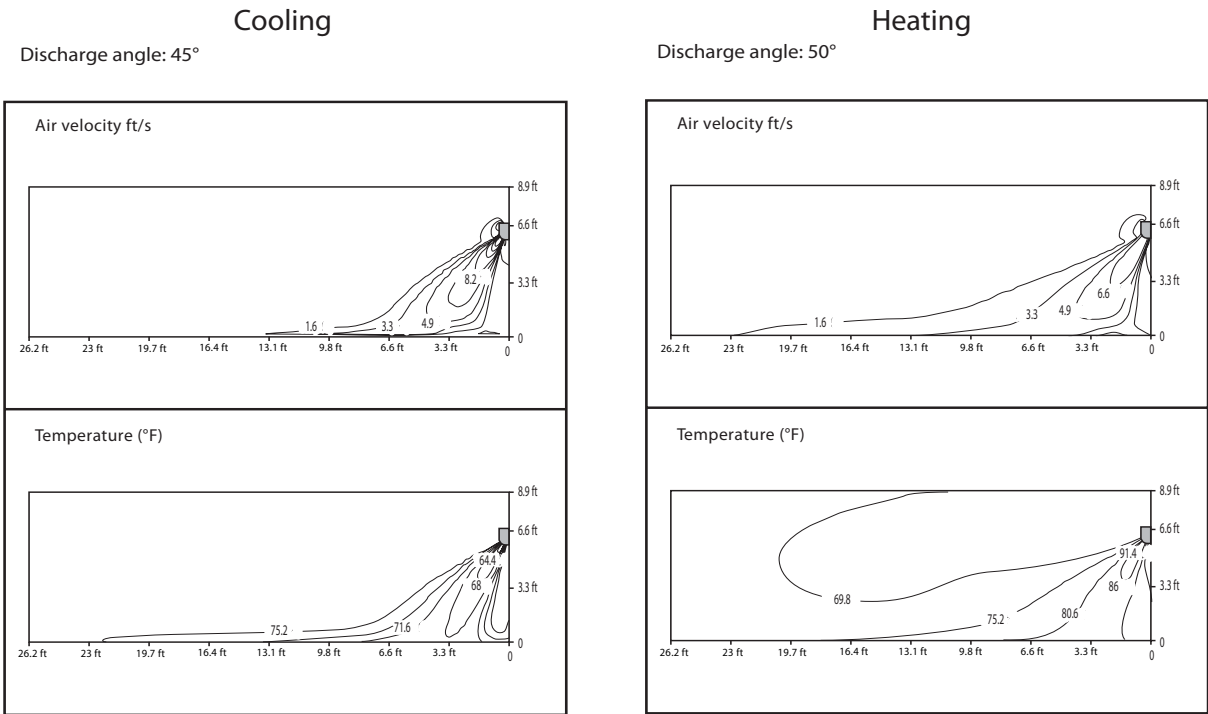 Cooling
Discharge angle: 45°
Air velocity ft/s
8.9 ft
6.6 ft
8.2
3.3 ft
1.6 3.3 4.9
0
26.2 ft 23 ft 19.7 ft 16.4 ft 13.1 ft 9.8 ft 6.6 ft 3.3 ft 0
Temperature (°F)
8.9 ft
6.6 ft
64.4
68
3.3 ft
75.2 71.6
0
26.2 ft 23 ft 19.7 ft 16.4 ft 13.1 ft 9.8 ft 6.6 ft 3.3 ft 0
Heating
Discharge angle: 50°
Air velocity ft/s
8.9 ft
6.6 ft
6.6
3.3 ft
1.6 3.3 4.9
0
26.2 ft 23 ft 19.7 ft 16.4 ft 13.1 ft 9.8 ft 6.6 ft 3.3 ft 0
Temperature (°F)
8.9 ft
6.6 ft
91.4
86
3.3 ft
69.8 75.2 80.6
0
26.2 ft 23 ft 19.7 ft 16.4 ft 13.1 ft 9.8 ft 6.6 ft 3.3 ft 0